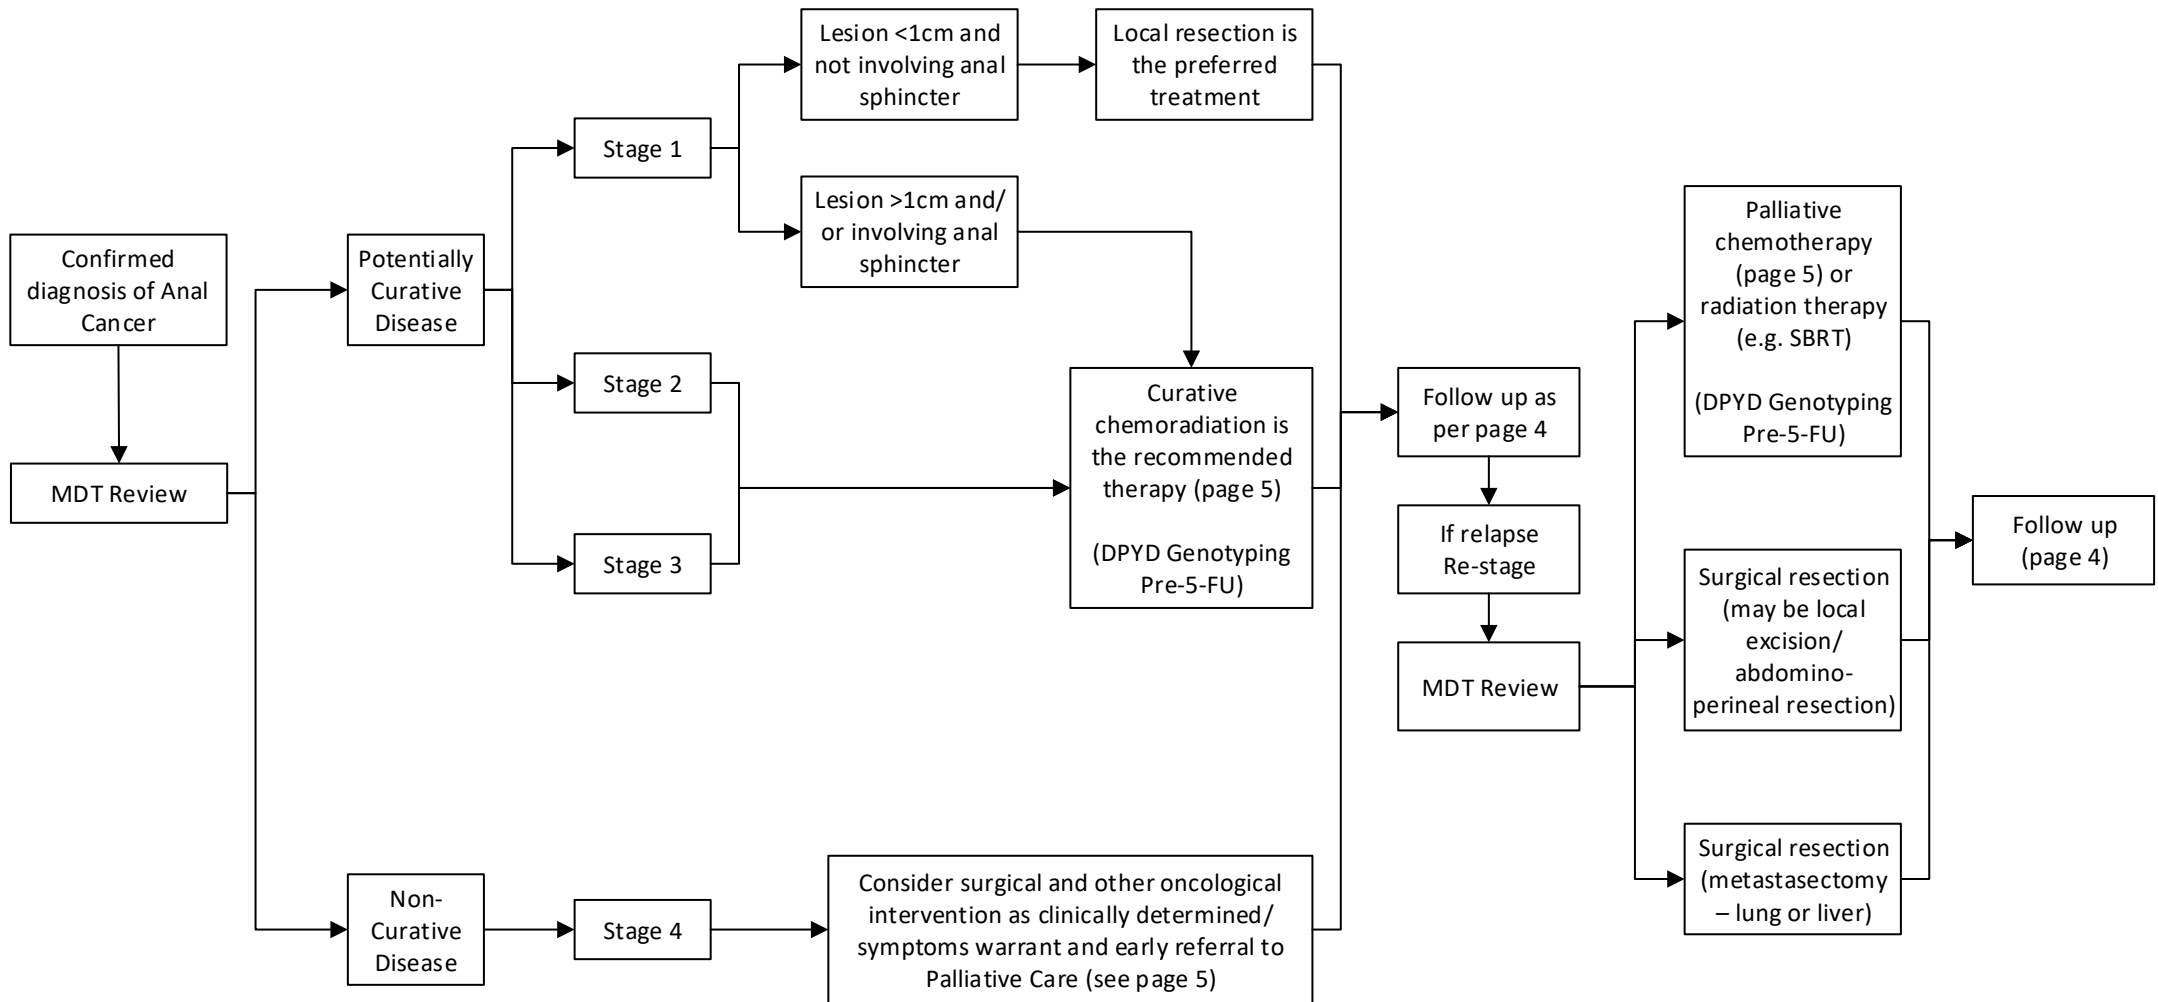 Confirmed
diagnosis of Anal
Cancer
MDT Review
Potentially
Curative
Disease
Non-
Curative
Disease
Stage 1
Stage 2
Stage 3
Stage 4
Lesion <1cm and
not involving anal
sphincter
Lesion >1cm and/
or involving anal
sphincter
Local resection is
the preferred
treatment
Curative
chemoradiation is
the recommended
therapy (page 5)
(DPYD Genotyping
Pre-5-FU)
Consider surgical and other oncological
intervention as clinically determined/
symptoms warrant and early referral to
Palliative Care (see page 5)
Follow up as
per page 4
If relapse
Re-stage
MDT Review
Palliative
chemotherapy
(page 5) or
radiation therapy
(e.g. SBRT)
(DPYD Genotyping
Pre-5-FU)
Surgical resection
(may be local
excision/
abdomino-
perineal resection)
Surgical resection
(metastasectomy
– lung or liver)
Follow up
(page 4)